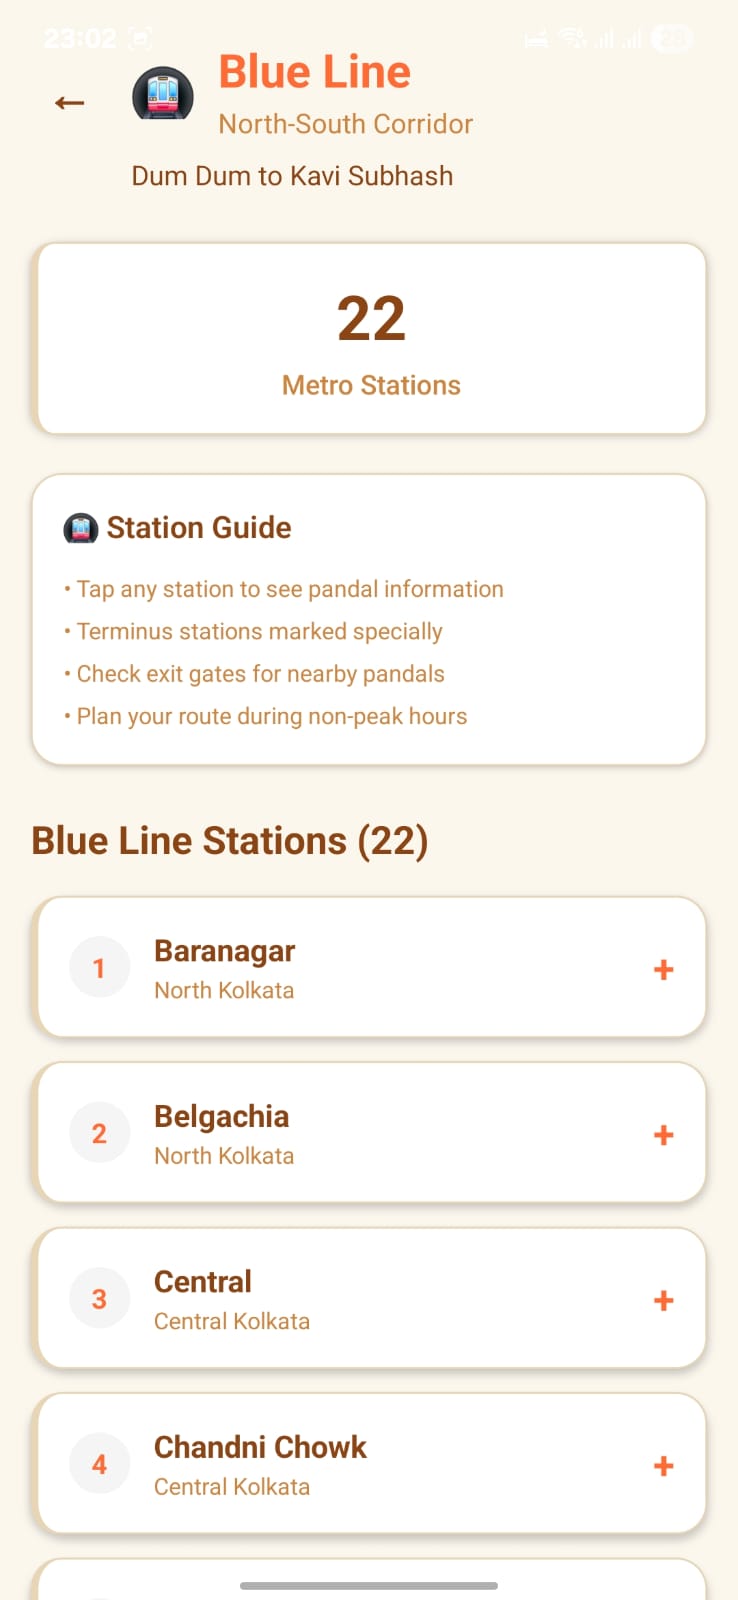 23:02
Blue Line
North-South Corridor
Dum Dum to Kavi Subhash
22
Metro Stations
Station Guide
• Tap any station to see pandal information
• Terminus stations marked specially
• Check exit gates for nearby pandals
• Plan your route during non-peak hours
Blue Line Stations (22)
1
Baranagar
North Kolkata
+
2
Belgachia
North Kolkata
+
3
Central
Central Kolkata
+
4
Chandni Chowk
Central Kolkata
+